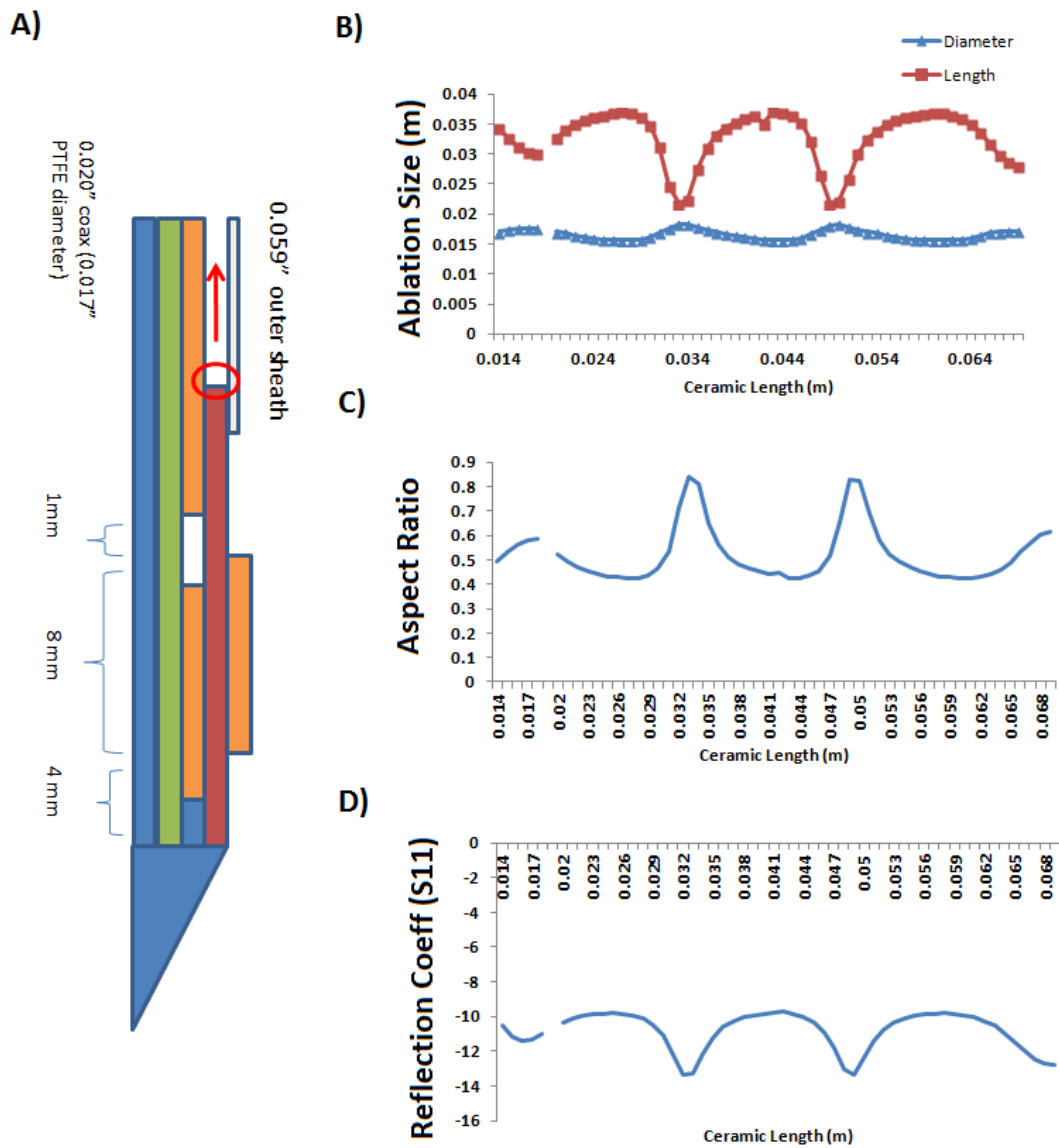 A)
0.020” coax (0.017”
PTFE diameter)
0.059” outer sheath
1mm
8 mm
4 mm
B)
Diameter
Length
Ablation Size (m)
0.04
0.035
0.03
0.025
0.02
0.015
0.01
0.005
0
0.014 0.024 0.034 0.044 0.054 0.064
Ceramic Length (m)
C)
Aspect Ratio
0.9
0.8
0.7
0.6
0.5
0.4
0.3
0.2
0.1
0
0.014 0.017 0.02 0.023 0.026 0.029 0.032 0.035 0.038 0.041 0.044 0.047 0.05 0.053 0.056 0.059 0.062 0.065 0.068
Ceramic Length (m)
D)
Reflection Coeff (S11)
0
-2
-4
-6
-8
-10
-12
-14
-16
0.014 0.017 0.02 0.023 0.026 0.029 0.032 0.035 0.038 0.041 0.044 0.047 0.05 0.053 0.056 0.059 0.062 0.065 0.068
Ceramic Length (m)